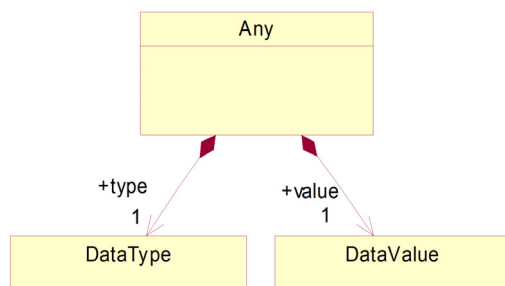 Any
+type
1
+value
1
DataType
DataValue